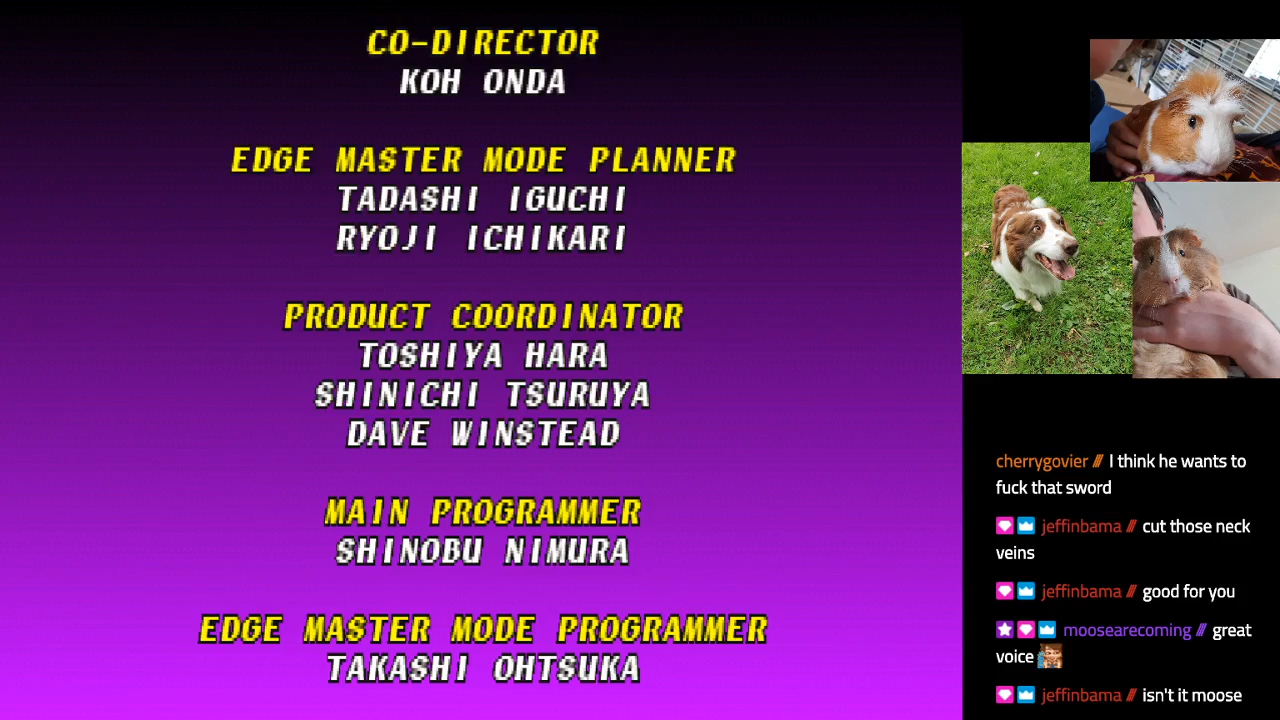 CO-DIRECTOR
KOH ONDA
EDGE MASTER MODE PLANNER
TADASHI IGUCHI
RYOJI ICHIKARI
PRODUCT COORDINATOR
TOSHIYA HARA
SHINICHI TSURUYA
DAVE WINSTEAD
MAIN PROGRAMMER
SHINOBU NIMURA
EDGE MASTER MODE PROGRAMMER
TAKASHI OHTSUKA
cherrygovier /// I think he wants to
fuck that sword
jeffinbama /// cut those neck
veins
jeffinbama /// good for you
moosearecoming /// great
voice
jeffinbama /// isn't it moose